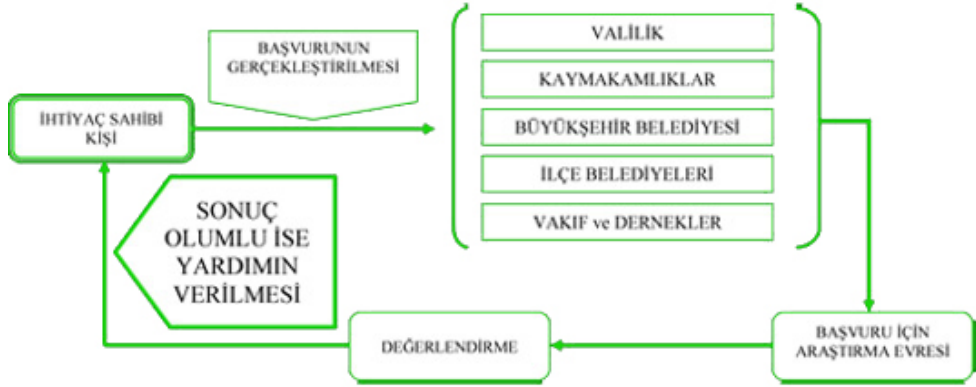 BAŞVURUNUN
GERÇEKLEŞTİRİLMESİ
İHTİYAÇ SAHİBİ
KİŞİ
VALİLİK
KAYMAKAMLIKLAR
BÜYÜKŞEHİR BELEDİYESİ
İLÇE BELEDİYELERİ
VAKIF ve DERNEKLER
SONUÇ
OLUMLU İSE
YARDIMIN
VERİLMESİ
DEĞERLENDİRME
BAŞVURU İÇİN
ARAŞTIRMA EVRESİ